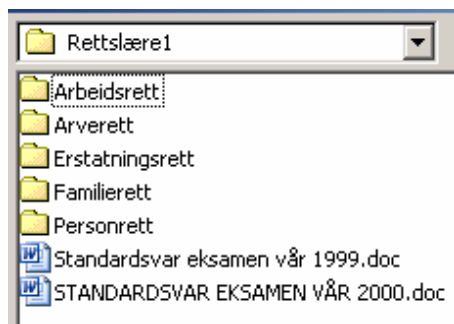 Rettslære1
Arbeidsrett
Arverett
Erstatningsrett
Familierett
Personrett
Standardsvar eksamen vår 1999.doc
STANDARDSVAR EKSAMEN VÅR 2000.doc